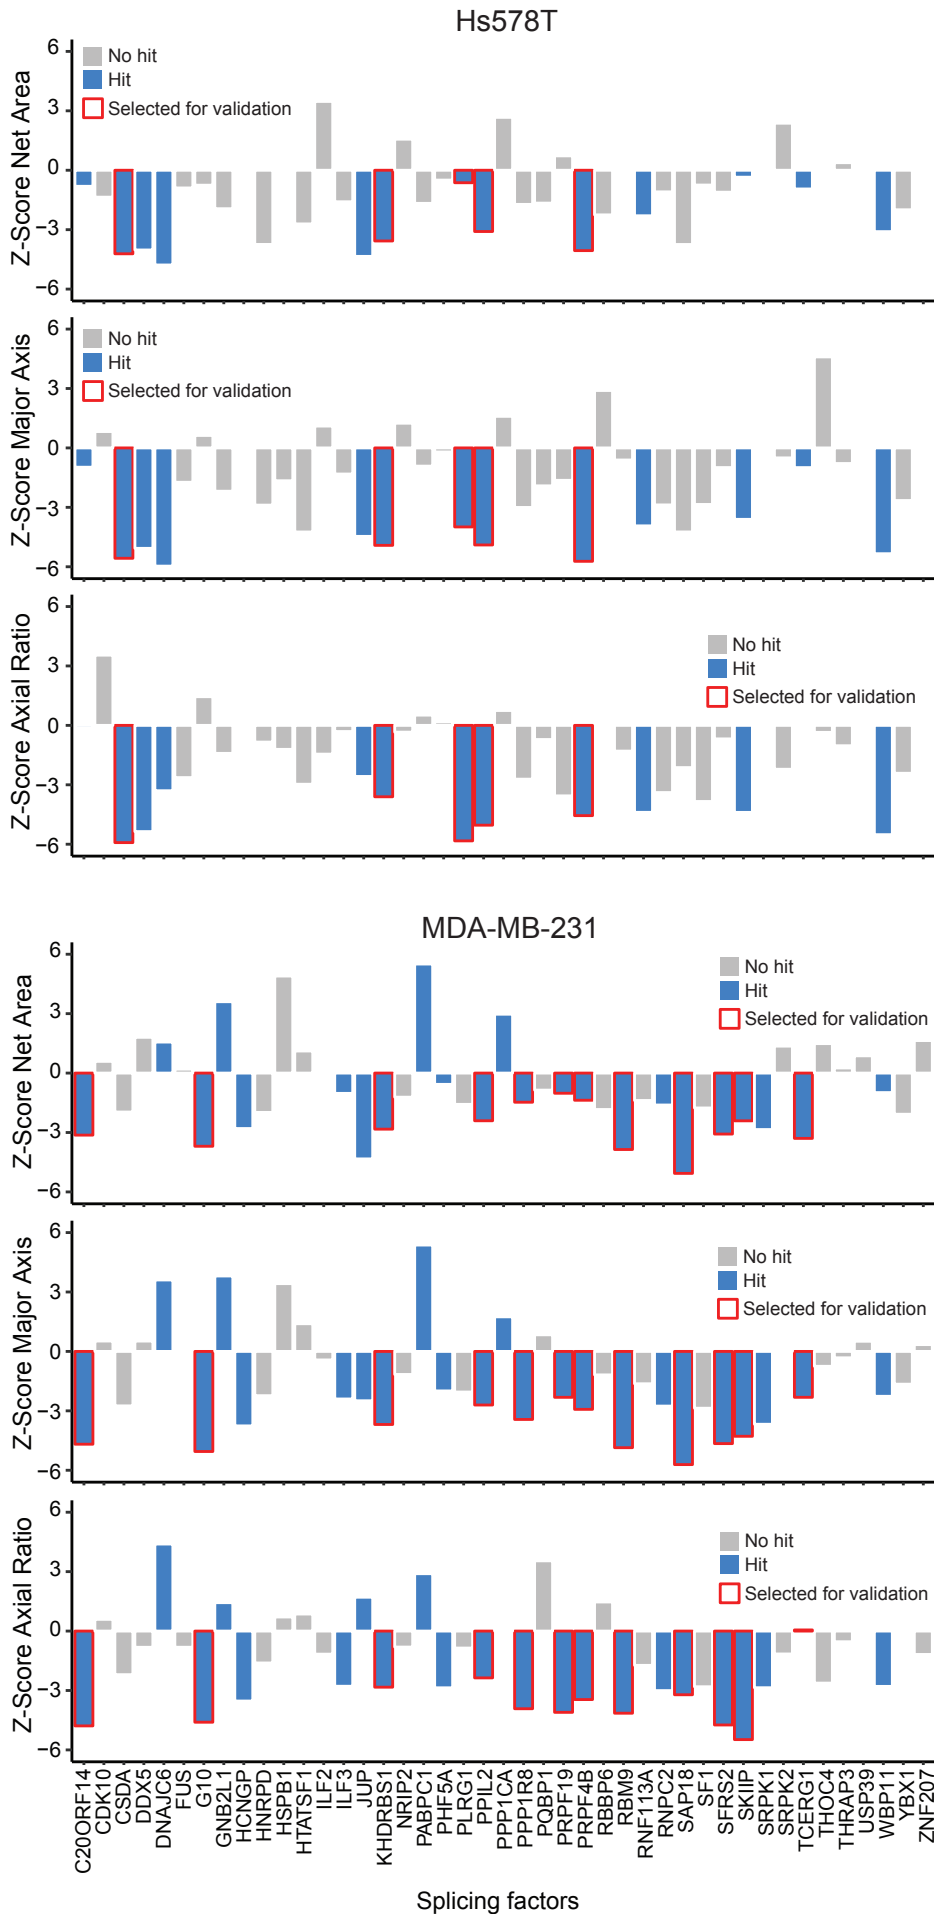 Hs578T
Z-Score Net Area
6
3
0
−3
−6
No hit
Hit
Selected for validation
Z-Score Major Axis
6
3
0
−3
−6
No hit
Hit
Selected for validation
Z-Score Axial Ratio
6
3
0
−3
−6
No hit
Hit
Selected for validation
MDA-MB-231
Z-Score Net Area
6
3
0
−3
−6
No hit
Hit
Selected for validation
Z-Score Major Axis
6
3
0
−3
−6
No hit
Hit
Selected for validation
Z-Score Axial Ratio
6
3
0
−3
−6
No hit
Hit
Selected for validation
C20ORF14
CDK10
CSDA
DDX5
DNAJC6
FUS
G10
GNB2L1
HCNGP
HNRPD
HSPB1
HTATSF1
ILF2
ILF3
JUP
KHDRBS1
NRIP2
PABPC1
PHF5A
PLRG1
PPIL2
PPP1CA
PPP1R8
PQBP1
PRPF19
PRPF4B
RBBP6
RBM9
RNF113A
RNPC2
SAP18
SF1
SFRS2
SKIIP
SRPK1
SRPK2
TCERG1
THOC4
THRAP3
USP39
WBP11
YBX1
ZNF207
Splicing factors